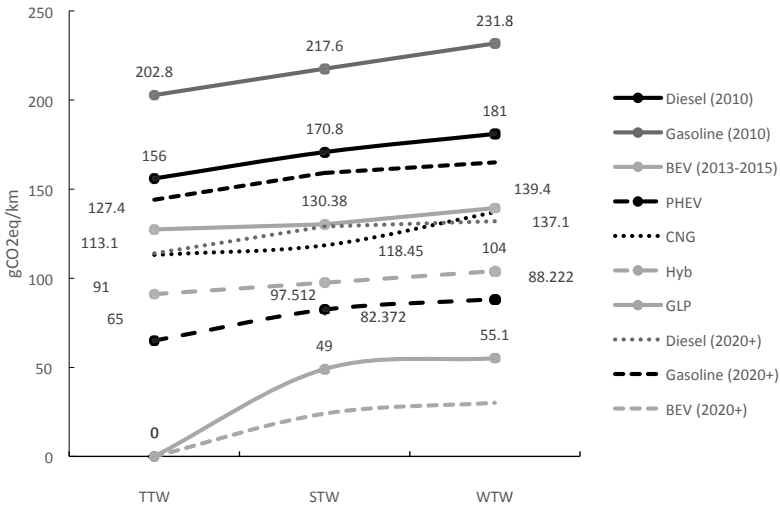 250
200
150
100
50
0
gCO2eq/km
231.8
217.6
202.8
181
170.8
156
139.4
130.38
127.4
137.1
113.1
118.45
104
91
97.512
88.222
65
82.372
49
55.1
0
TTW
STW
WTW
Diesel (2010)
Gasoline (2010)
BEV (2013-2015)
PHEV
CNG
Hyb
GLP
Diesel (2020+)
Gasoline (2020+)
BEV (2020+)